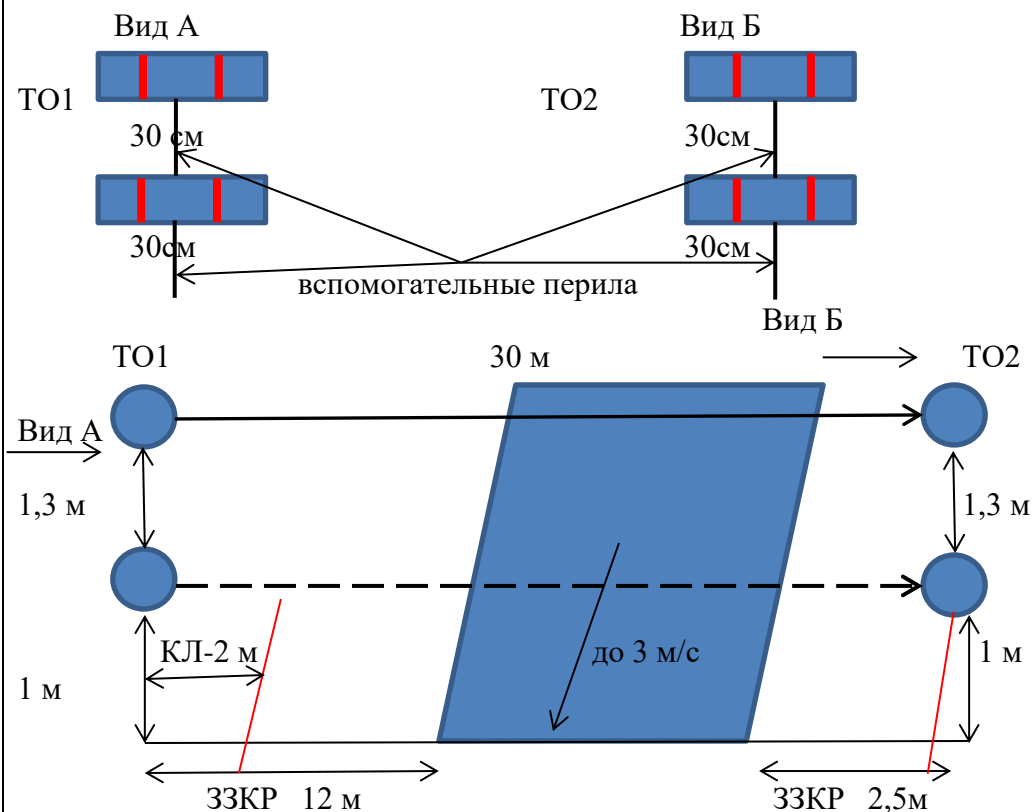 Вид А
Вид Б
ТО1
ТО2
30 см
30см
30см
30см
вспомогательные перила
Вид Б
ТО1
30 м
ТО2
Вид А
1,3 м
1,3 м
КЛ-2 м
до 3 м/с
1 м
1 м
ЗЗКР 12 м
ЗЗКР 2,5м